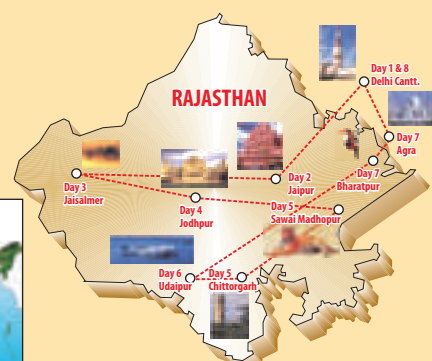 RAJASTHAN
Day 1 & 8
Delhi Cantt.
Day 7
Agra
Day 7
Bharatpur
Day 2
Jaipur
Day 3
Jaisalmer
Day 4
Jodhpur
Day 5
Sawai Madhopur
Day 6
Udaipur
Day 5
Chittorgarh